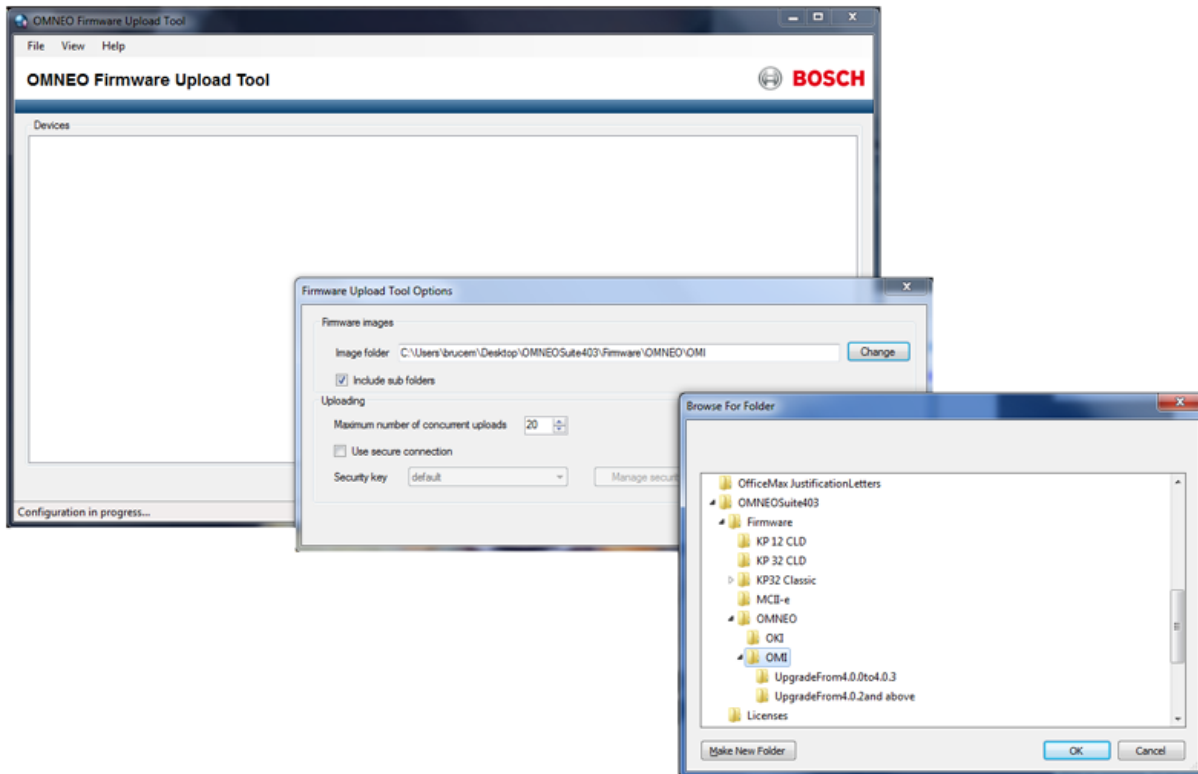 OMNEO Firmware Upload Tool
File View Help
OMNEO Firmware Upload Tool
BOSCH
Devices
Configuration in progress...
Firmware Upload Tool Options
Firmware images
Image folder C:\Users\brucem\Desktop\OMNEOSuite403\Firmware\OMNEO\OMI Change
Include sub folders
Uploading
Maximum number of concurrent uploads 20
Use secure connection
Security key default Manage
Browse For Folder
OfficeMax JustificationLetters
OMNEOSuite403
Firmware
KP 12 CLD
KP 32 CLD
KP32 Classic
MCII-e
OMNEO
OKI
OMI
UpgradeFrom4.0.0to4.0.3
UpgradeFrom4.0.2and above
Licenses
Make New Folder OK Cancel